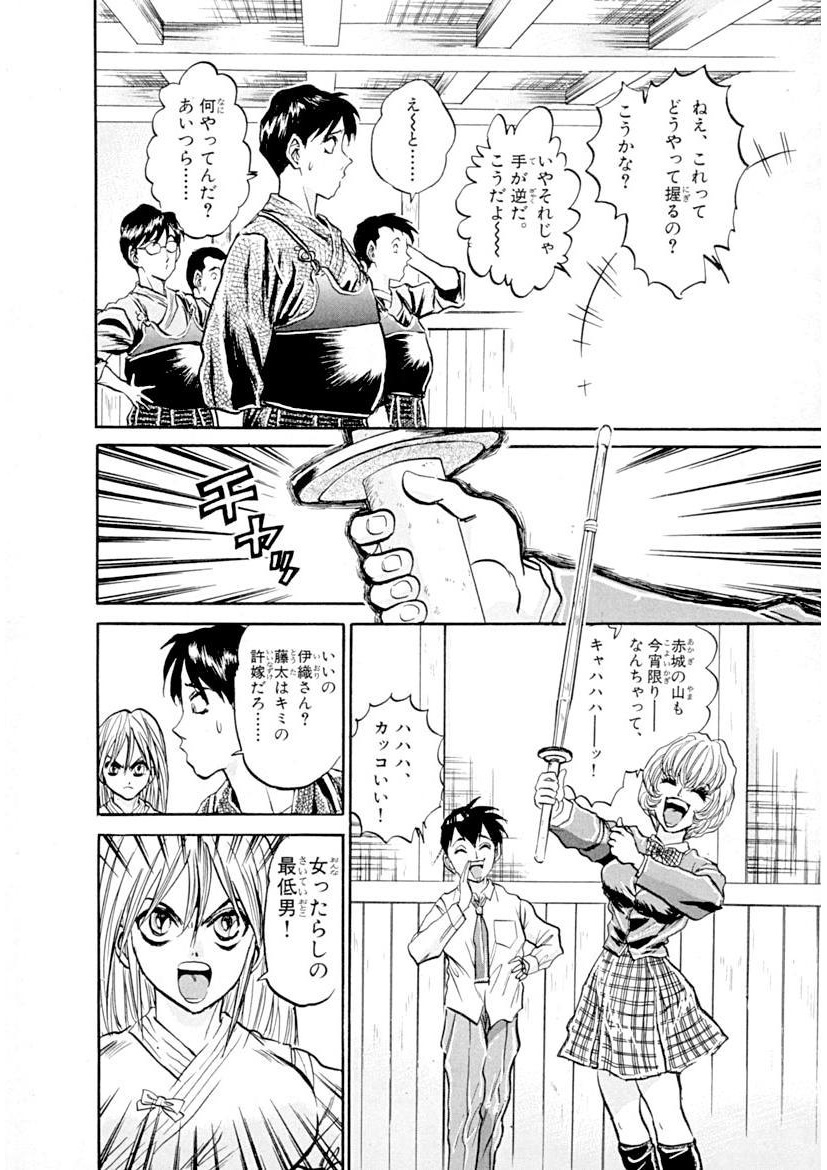 ねえ、これって
どうやって握るの?
こうかな?
いやそれじゃ
手が逆だ。
こうだよ〜〜
え〜〜と……
何やってんだ?
あいつら……
キャッ
赤城の山も
今宵限り――
なんちゃって、
キャハハハ――ッ!
ハハハ、
カッコいい!
いいの
伊織さん?
藤太はキミの
許嫁だろ……
女ったらしの
最低男!